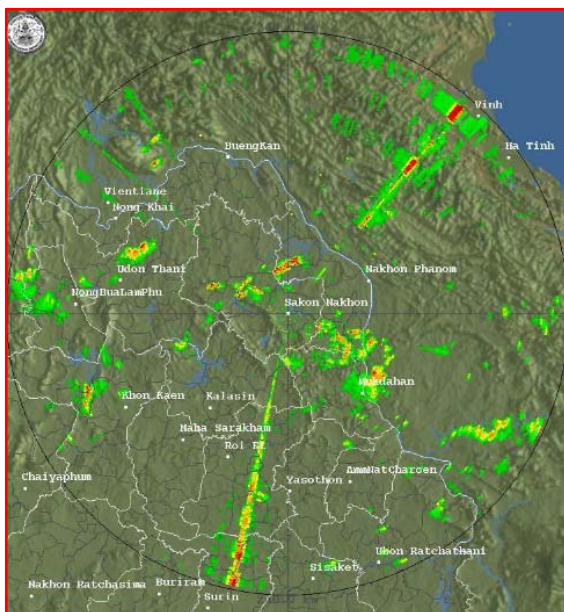 Vinh
Ha Tinh
BuengKan
Vientiane
Nong Khai
Udon Thani
Nakhon Phanom
NongBuaLamPhu
Sakon Nakhon
Mukdahan
Khon Kaen
Kalasin
Maha Sarakham
Roi Et
Chaiyaphum
Yasothon
AmnatCharoen
Ubon Ratchathani
Sisaket
Nakhon Ratchasima
Buriram
Surin